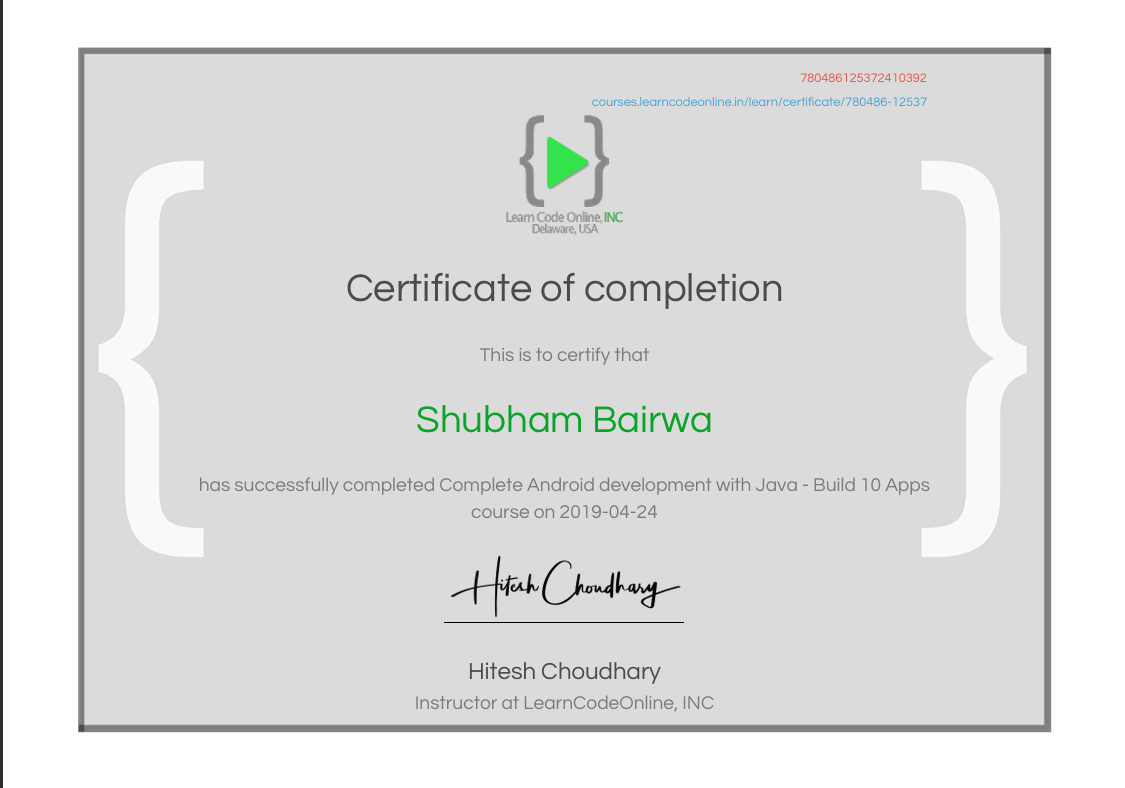 780486125372410392
courses.learncodeonline.in/learn/certificate/780486-12537
Learn Code Online, INC
Delaware, USA
Certificate of completion
This is to certify that
Shubham Bairwa
has successfully completed Complete Android development with Java - Build 10 Apps
course on 2019-04-24
Hitesh Choudhary
Hitesh Choudhary
Instructor at LearnCodeOnline, INC